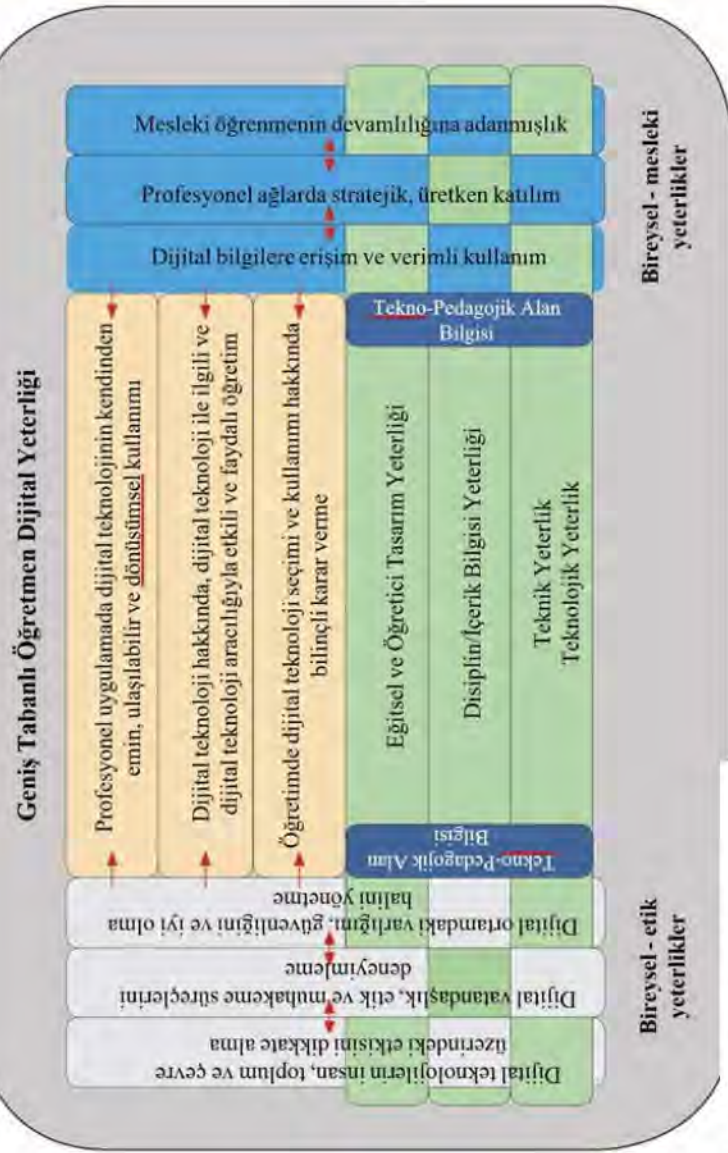 Geniş Tabanlı Öğretmen Dijital Yeterliği
Dijital teknolojilerin insan, toplum ve çevre
üzerindeki etkisini dikkate alma
Dijital vatandaşlık, etik ve muhakeme süreçlerini
deneyimleme
Dijital ortamdaki varlığını, güvenliğini ve iyi olma
halini yönetme
Profesyonel uygulamada dijital teknolojinin kendinden
emin, ulaşılabilir ve dönüşümsel kullanımı
Dijital teknoloji hakkında, dijital teknoloji ile ilgili ve
dijital teknoloji aracılığıyla etkili ve faydalı öğretim
Öğretimde dijital teknoloji seçimi ve kullanımı hakkında
bilinçli karar verme
Tekno-Pedagojik Alan
Bilgisi
Eğitsel ve Öğretici Tasarım Yeterliği
Disiplin/İçerik Bilgisi Yeterliği
Teknik Yeterlik
Teknolojik Yeterlik
Tekno-Pedagojik Alan
Bilgisi
Dijital bilgilere erişim ve verimli kullanım
Profesyonel ağlarda stratejik, üretken katılım
Mesleki öğrenmenin devamlılığına adanmışlık
Bireysel - etik
yeterlikler
Bireysel - mesleki
yeterlikler